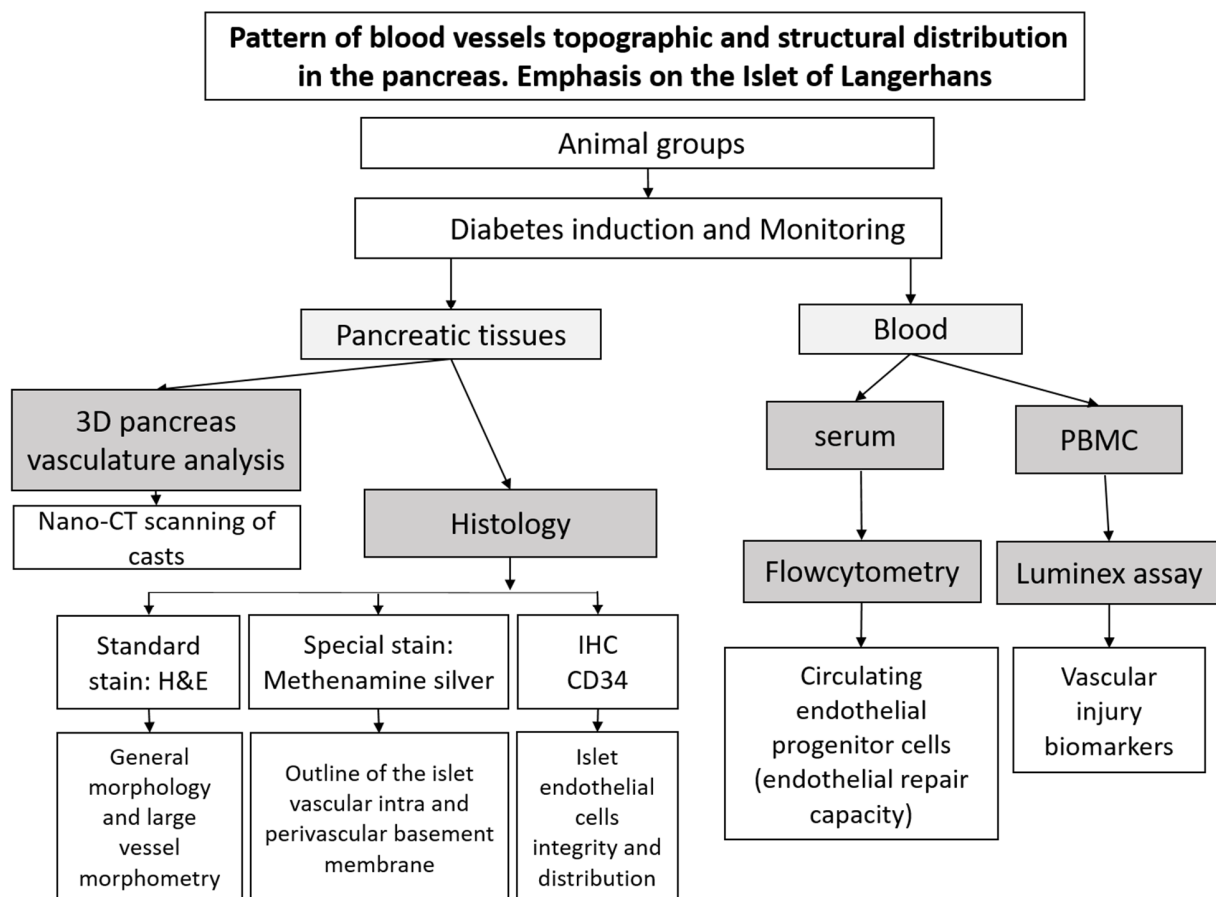 Pattern of blood vessels topographic and structural distribution
in the pancreas. Emphasis on the Islet of Langerhans
Animal groups
Diabetes induction and Monitoring
Pancreatic tissues
Blood
3D pancreas
vasculature analysis
serum
PBMC
Nano-CT scanning of
casts
Histology
Flowcytometry
Luminex assay
Standard
stain: H&E
Special stain:
Methenamine silver
IHC
CD34
Circulating
endothelial
progenitor cells
(endothelial repair
capacity)
Vascular
injury
biomarkers
General
morphology
and large
vessel
morphometry
Outline of the islet
vascular intra and
perivascular basement
membrane
Islet
endothelial
cells
integrity and
distribution